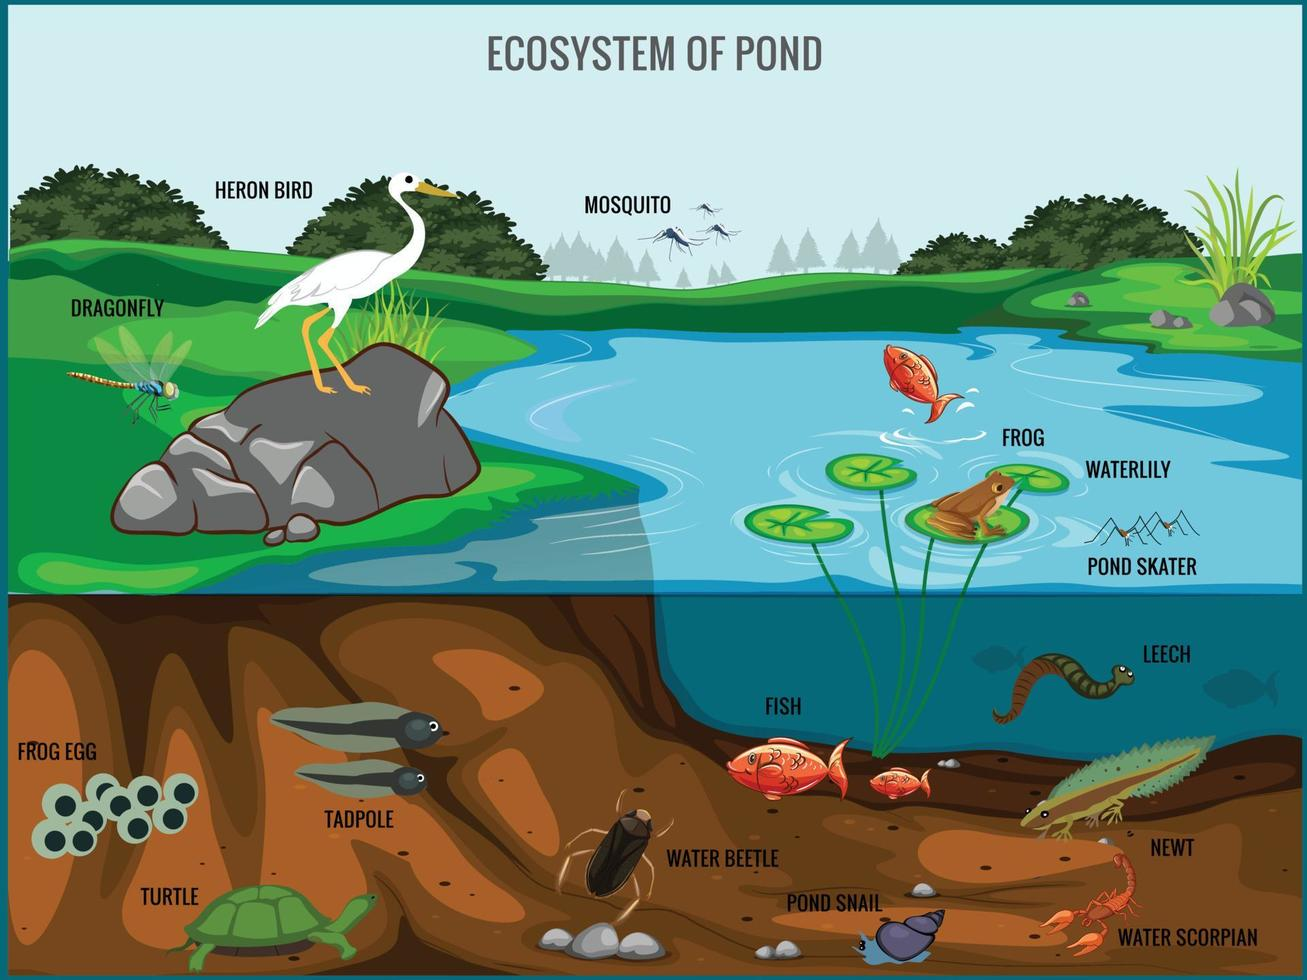 ECOSYSTEM OF POND
HERON BIRD
MOSQUITO
DRAGONFLY
FROG
WATERLILY
POND SKATER
LEECH
FISH
FROG EGG
TADPOLE
NEWT
WATER BEETLE
TURTLE
POND SNAIL
WATER SCORPIAN